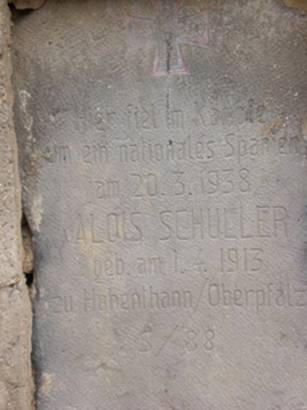 Hier fiel im Kampfe
um ein nationales Spanien
am 20.3.1938
ALOIS SCHULLER
geb. am 1.4.1913
zu Hohenthann/Oberpfalz
S/88